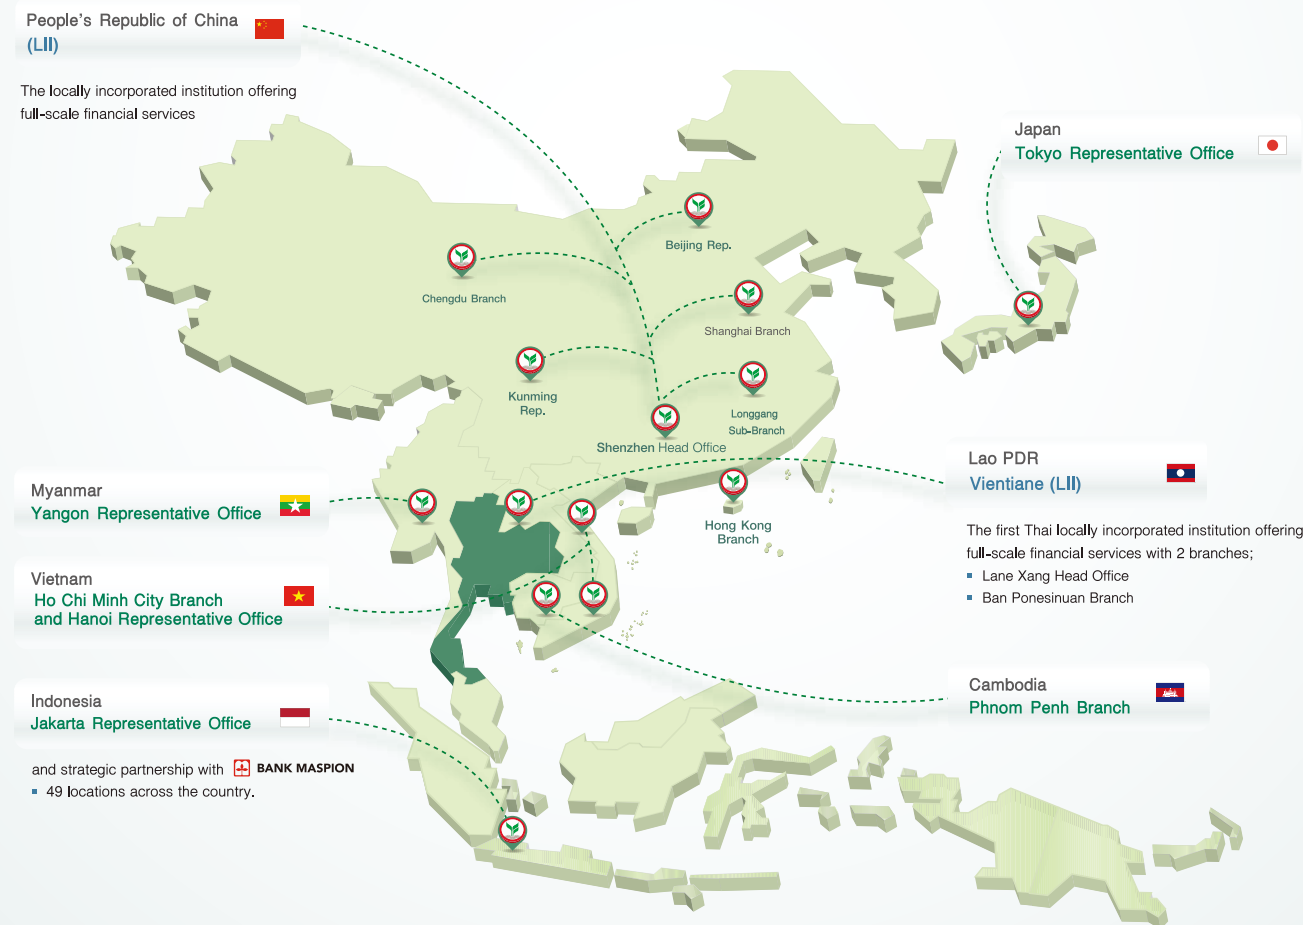 People's Republic of China
(LII)
The locally incorporated institution offering
full-scale financial services
Japan
Tokyo Representative Office
Beijing Rep.
Chengdu Branch
Shanghai Branch
Kunming
Rep.
Longgang
Sub-Branch
Shenzhen Head Office
Hong Kong
Branch
Myanmar
Yangon Representative Office
Vietnam
Ho Chi Minh City Branch
and Hanoi Representative Office
Indonesia
Jakarta Representative Office
and strategic partnership with BANK MASPION
▪ 49 locations across the country.
Lao PDR
Vientiane (LII)
The first Thai locally incorporated institution offering
full-scale financial services with 2 branches;
▪ Lane Xang Head Office
▪ Ban Ponesinuan Branch
Cambodia
Phnom Penh Branch